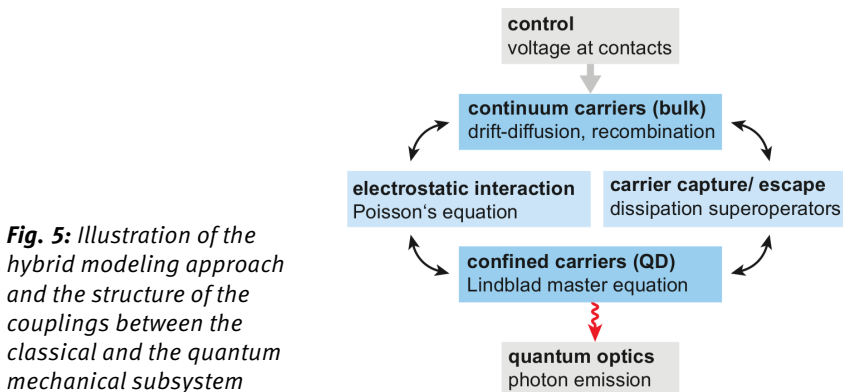 control
voltage at contacts
continuum carriers (bulk)
drift-diffusion, recombination
electrostatic interaction
Poisson‘s equation
carrier capture/ escape
dissipation superoperators
confined carriers (QD)
Lindblad master equation
quantum optics
photon emission
Fig. 5: Illustration of the
hybrid modeling approach
and the structure of the
couplings between the
classical and the quantum
mechanical subsystem